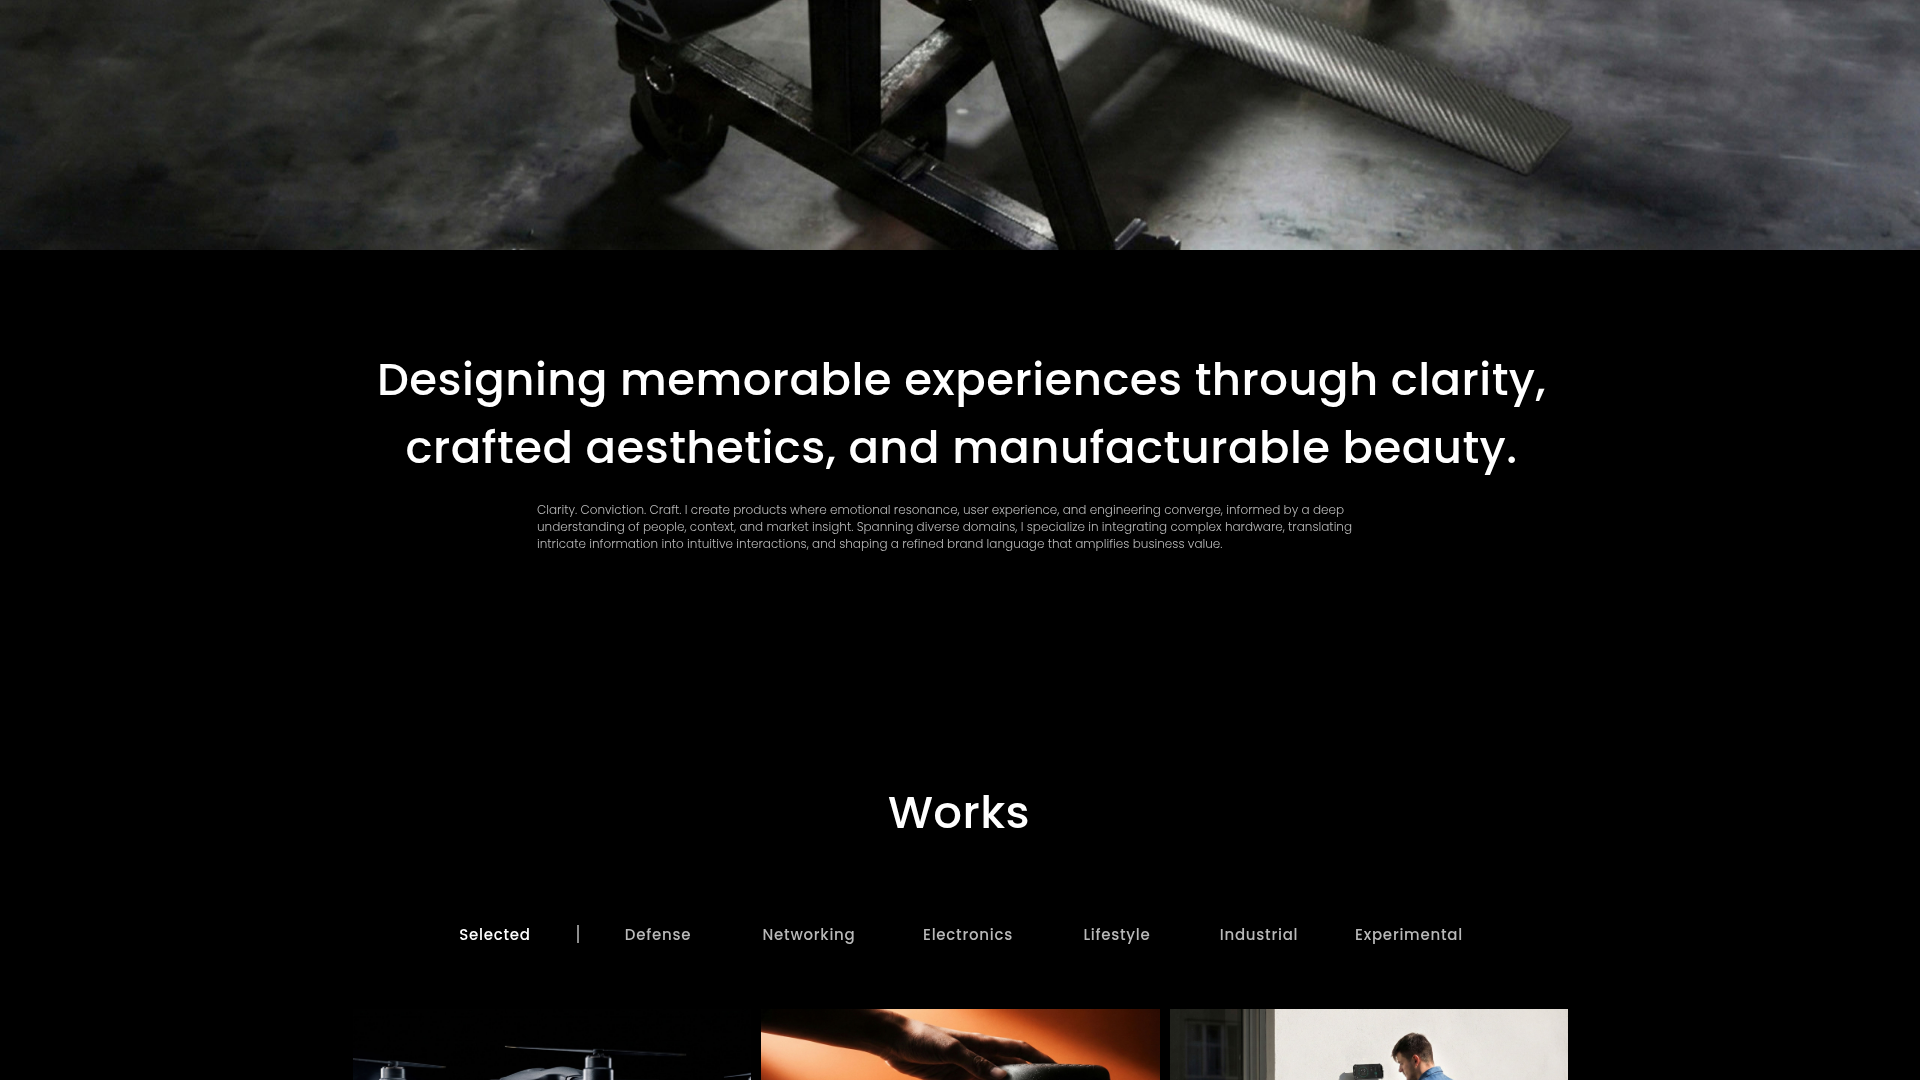 Designing memorable experiences through clarity,
crafted aesthetics, and manufacturable beauty.
Clarity. Conviction. Craft. I create products where emotional resonance, user experience, and engineering converge, informed by a deep
understanding of people, context, and market insight. Spanning diverse domains, I specialize in integrating complex hardware, translating
intricate information into intuitive interactions, and shaping a refined brand language that amplifies business value.
Works
Selected | Defense Networking Electronics Lifestyle Industrial Experimental